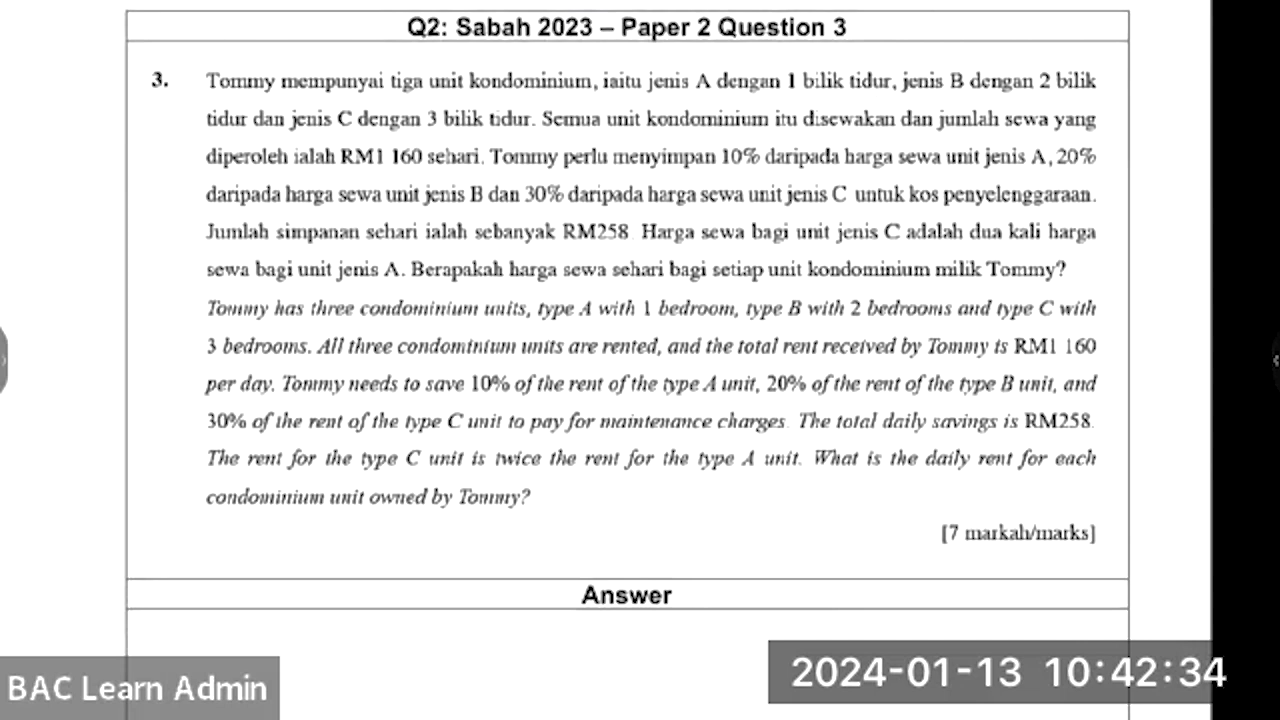 Q2: Sabah 2023 – Paper 2 Question 3
3. Tommy mempunyai tiga unit kondominium, iaitu jenis A dengan 1 bilik tidur, jenis B dengan 2 bilik
tidur dan jenis C dengan 3 bilik tidur. Semua unit kondominium itu disewakan dan jumlah sewa yang
diperoleh ialah RM1 160 sehari. Tommy perlu menyimpan 10% daripada harga sewa unit jenis A, 20%
daripada harga sewa unit jenis B dan 30% daripada harga sewa unit jenis C untuk kos penyelenggaraan.
Jumlah simpanan sehari ialah sebanyak RM258. Harga sewa bagi unit jenis C adalah dua kali harga
sewa bagi unit jenis A. Berapakah harga sewa sehari bagi setiap unit kondominium milik Tommy?
Tommy has three condominium units, type A with 1 bedroom, type B with 2 bedrooms and type C with
3 bedrooms. All three condominium units are rented, and the total rent received by Tommy is RM1 160
per day. Tommy needs to save 10% of the rent of the type A unit, 20% of the rent of the type B unit, and
30% of the rent of the type C unit to pay for maintenance charges. The total daily savings is RM258.
The rent for the type C unit is twice the rent for the type A unit. What is the daily rent for each
condominium unit owned by Tommy?
[7 markah/marks]
Answer
BAC Learn Admin
2024-01-13 10:42:34